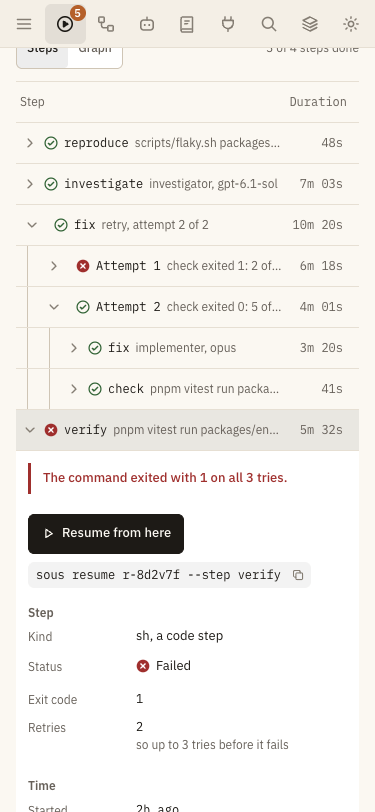 5
Steps Graph 3 of 4 steps done
Step Duration
reproduce scripts/flaky.sh packages... 48s
investigate investigator, gpt-6.1-sol 7m 03s
fix retry, attempt 2 of 2 10m 20s
Attempt 1 check exited 1: 2 of... 6m 18s
Attempt 2 check exited 0: 5 of... 4m 01s
fix implementer, opus 3m 20s
check pnpm vitest run packa... 41s
verify pnpm vitest run packages/en... 5m 32s
The command exited with 1 on all 3 tries.
Resume from here
sous resume r-8d2v7f --step verify
Step
Kind sh, a code step
Status Failed
Exit code 1
Retries 2
so up to 3 tries before it fails
Time
Started 2h ago